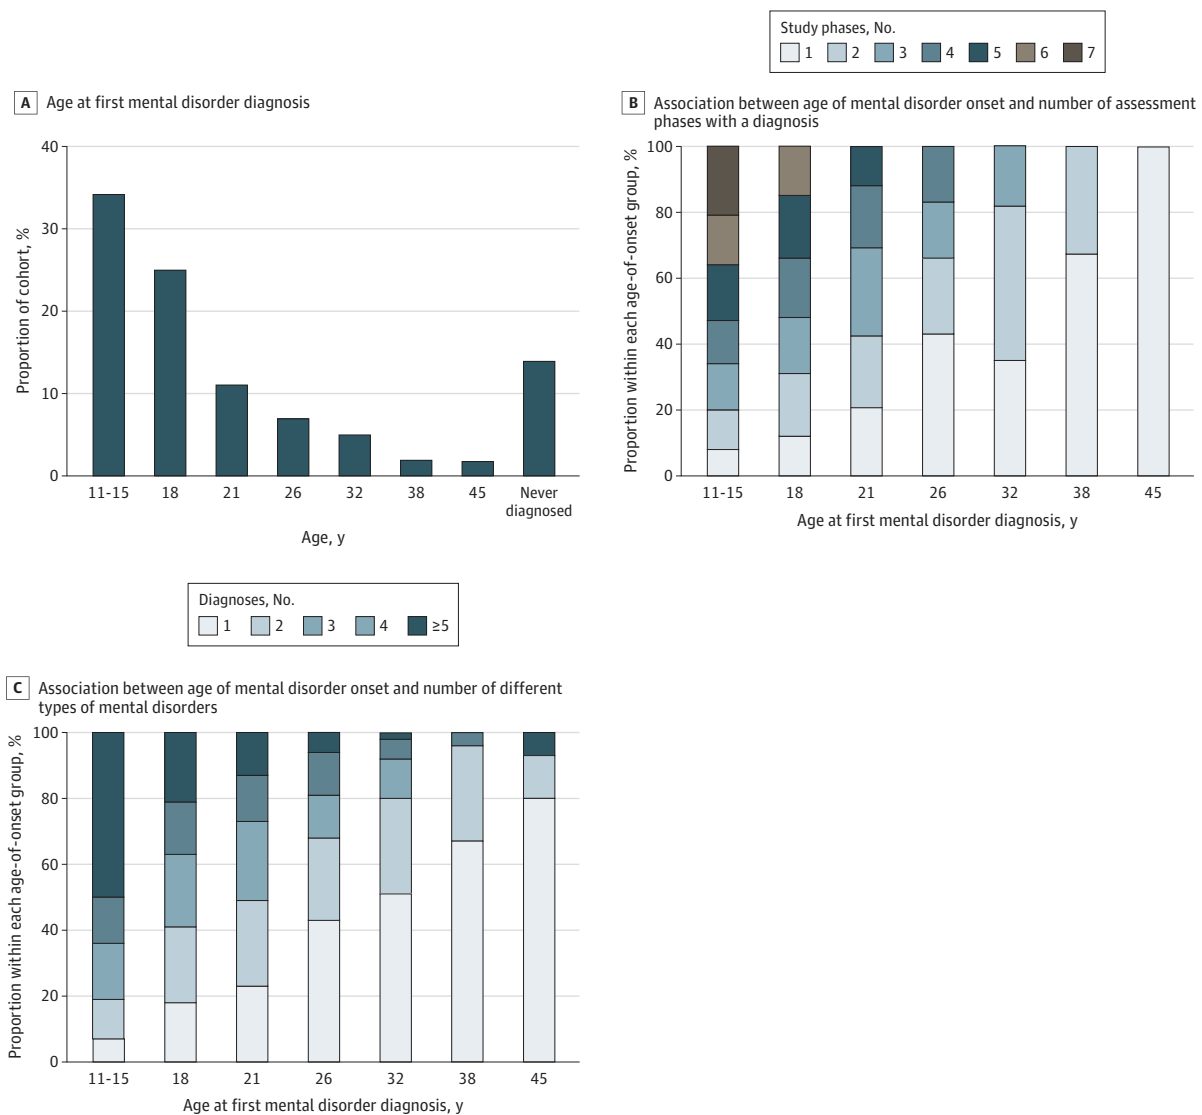 Study phases, No.
1 2 3 4 5 6 7
A Age at first mental disorder diagnosis
Proportion of cohort, %
40
30
20
10
0
11-15 18 21 26 32 38 45 Never
diagnosed
Age, y
B Association between age of mental disorder onset and number of assessment
phases with a diagnosis
Proportion within each age-of-onset group, %
100
80
60
40
20
0
11-15 18 21 26 32 38 45
Age at first mental disorder diagnosis, y
Diagnoses, No.
1 2 3 4 ≥5
C Association between age of mental disorder onset and number of different
types of mental disorders
Proportion within each age-of-onset group, %
100
80
60
40
20
0
11-15 18 21 26 32 38 45
Age at first mental disorder diagnosis, y